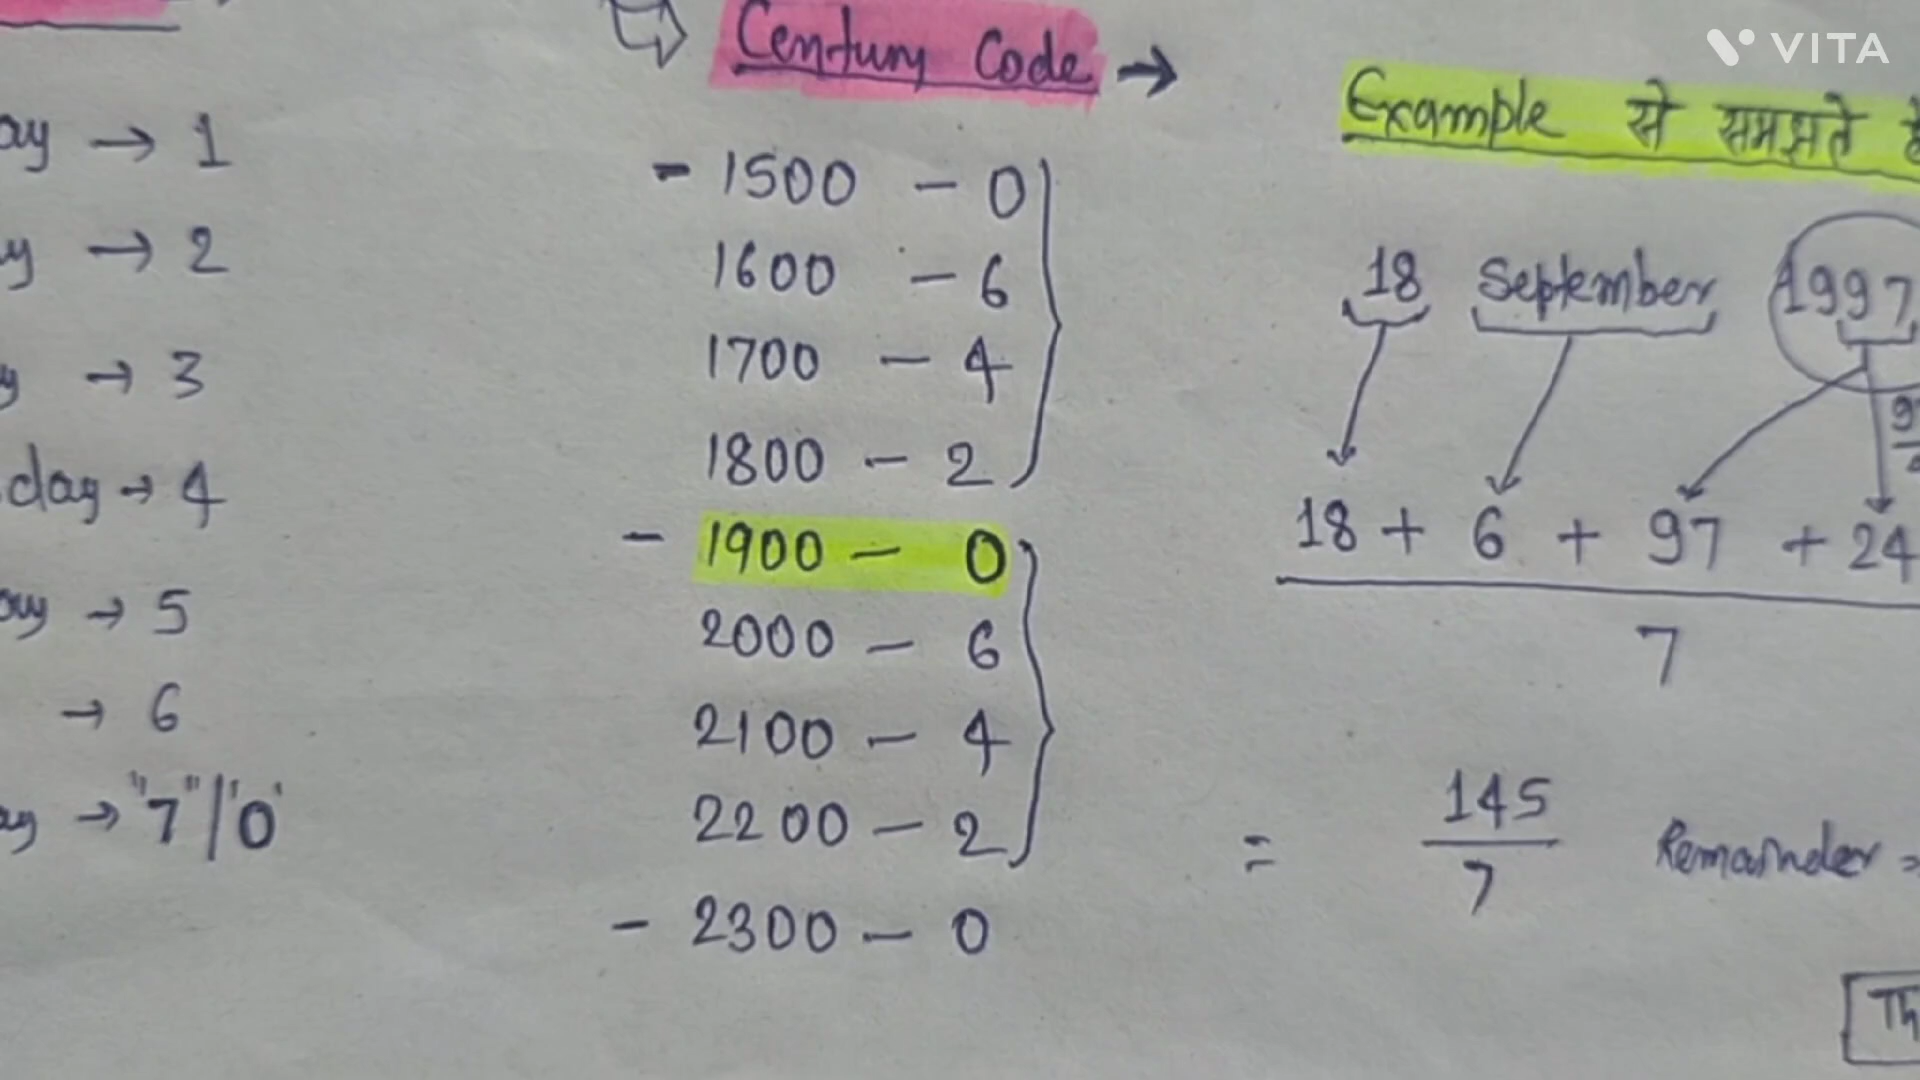 Century Code →
VITA
Example से समझते
→ 1
→ 2
→ 3
day → 4
→ 5
→ 6
→ "7"/'0'
- 1500 - 0
1600 - 6
1700 - 4
1800 - 2
- 1900 - 0
2000 - 6
2100 - 4
2200 - 2
- 2300 - 0
18 September 1997
18 + 6 + 97 + 24
7
= 145
7
Remainder =
Th